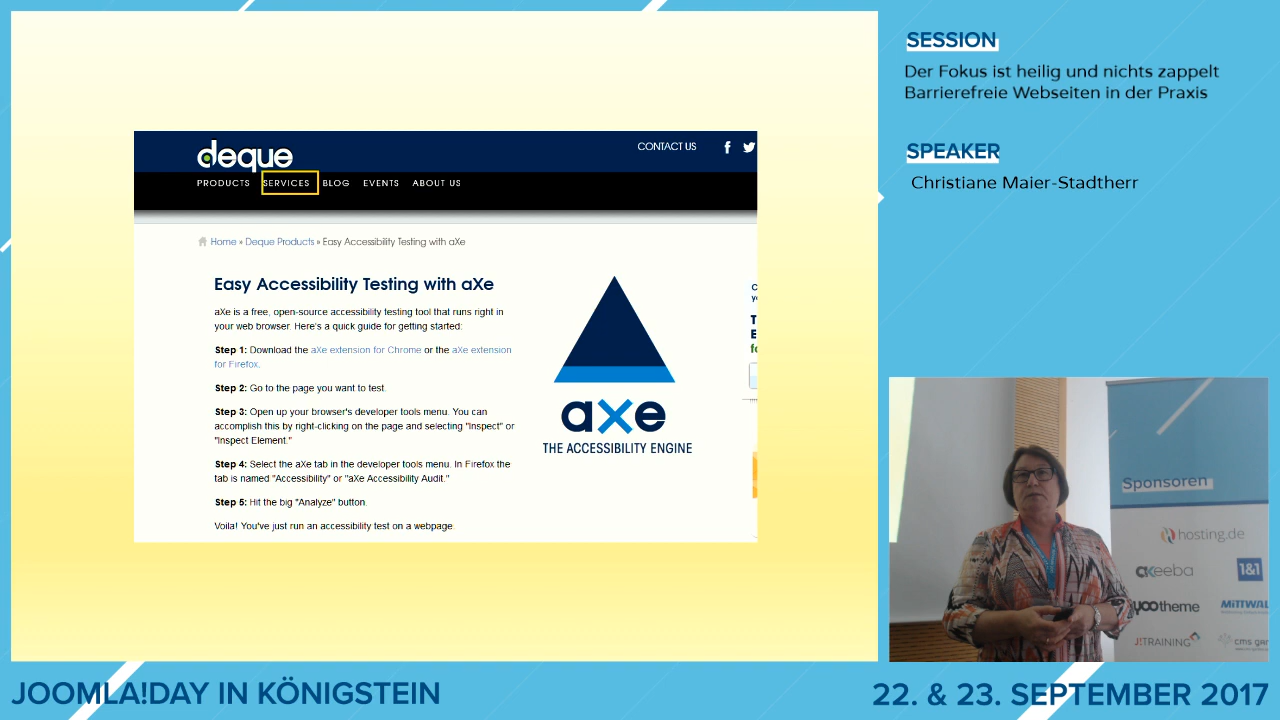 deque
CONTACT US
PRODUCTS SERVICES BLOG EVENTS ABOUT US
Home » Deque Products » Easy Accessibility Testing with aXe
Easy Accessibility Testing with aXe
aXe is a free, open-source accessibility testing tool that runs right in
your web browser. Here's a quick guide for getting started:
Step 1: Download the aXe extension for Chrome or the aXe extension
for Firefox.
Step 2: Go to the page you want to test.
Step 3: Open up your browser's developer tools menu. You can
accomplish this by right-clicking on the page and selecting "Inspect" or
"Inspect Element."
Step 4: Select the aXe tab in the developer tools menu. In Firefox the
tab is named "Accessibility" or "aXe Accessibility Audit."
Step 5: Hit the big "Analyze" button.
Voila! You've just run an accessibility test on a webpage
axe
THE ACCESSIBILITY ENGINE
SESSION
Der Fokus ist heilig und nichts zappelt
Barrierefreie Webseiten in der Praxis
SPEAKER
Christiane Maier-Stadtherr
Sponsoren
hosting.de
akeeba
1&1
yootheme
MITTWAL
J!TRAINING
JOOMLA!DAY IN KÖNIGSTEIN
22. & 23. SEPTEMBER 2017